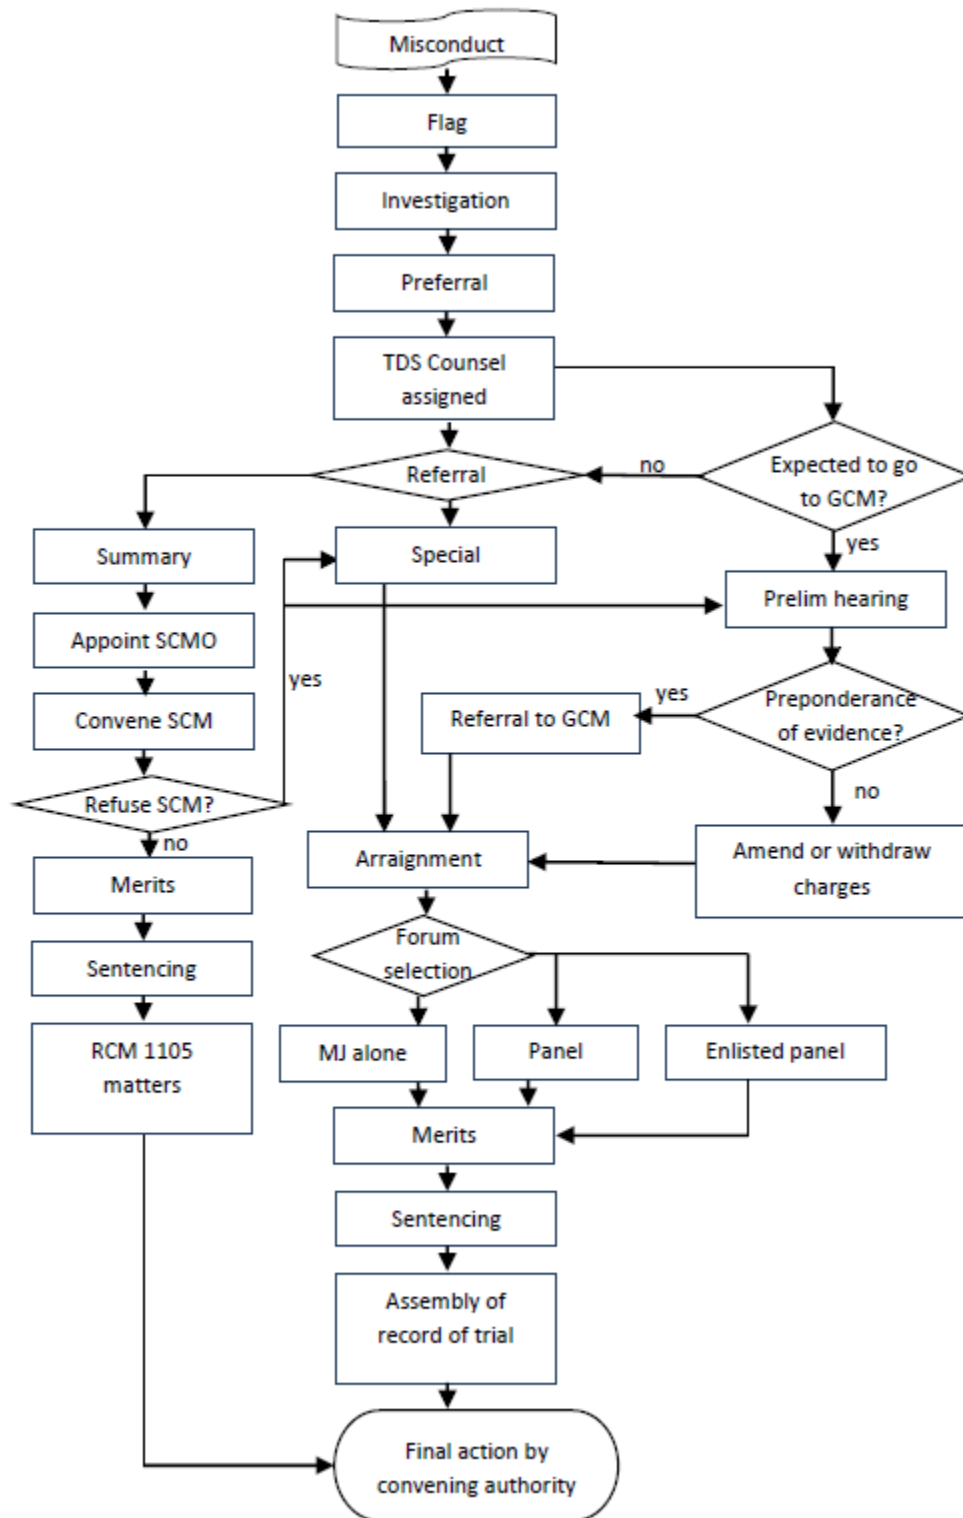 Misconduct
Flag
Investigation
Preferral
TDS Counsel
assigned
Referral
no
Expected to go
to GCM?
yes
Summary
Special
Prelim hearing
Appoint SCMO
yes
Convene SCM
Referral to GCM
yes
Preponderance
of evidence?
no
Refuse SCM?
no
Arraignment
Amend or withdraw
charges
Merits
Forum
selection
Sentencing
RCM 1105
matters
MJ alone
Panel
Enlisted panel
Merits
Sentencing
Assembly of
record of trial
Final action by
convening authority